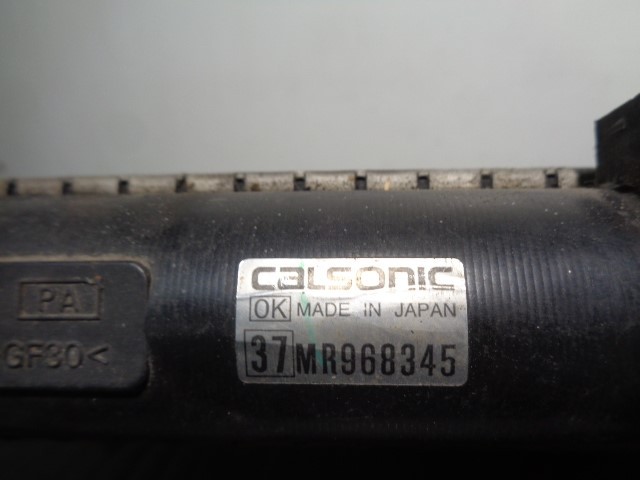 CALSONIC
OK MADE IN JAPAN
37 MR968345
PA
GF30<